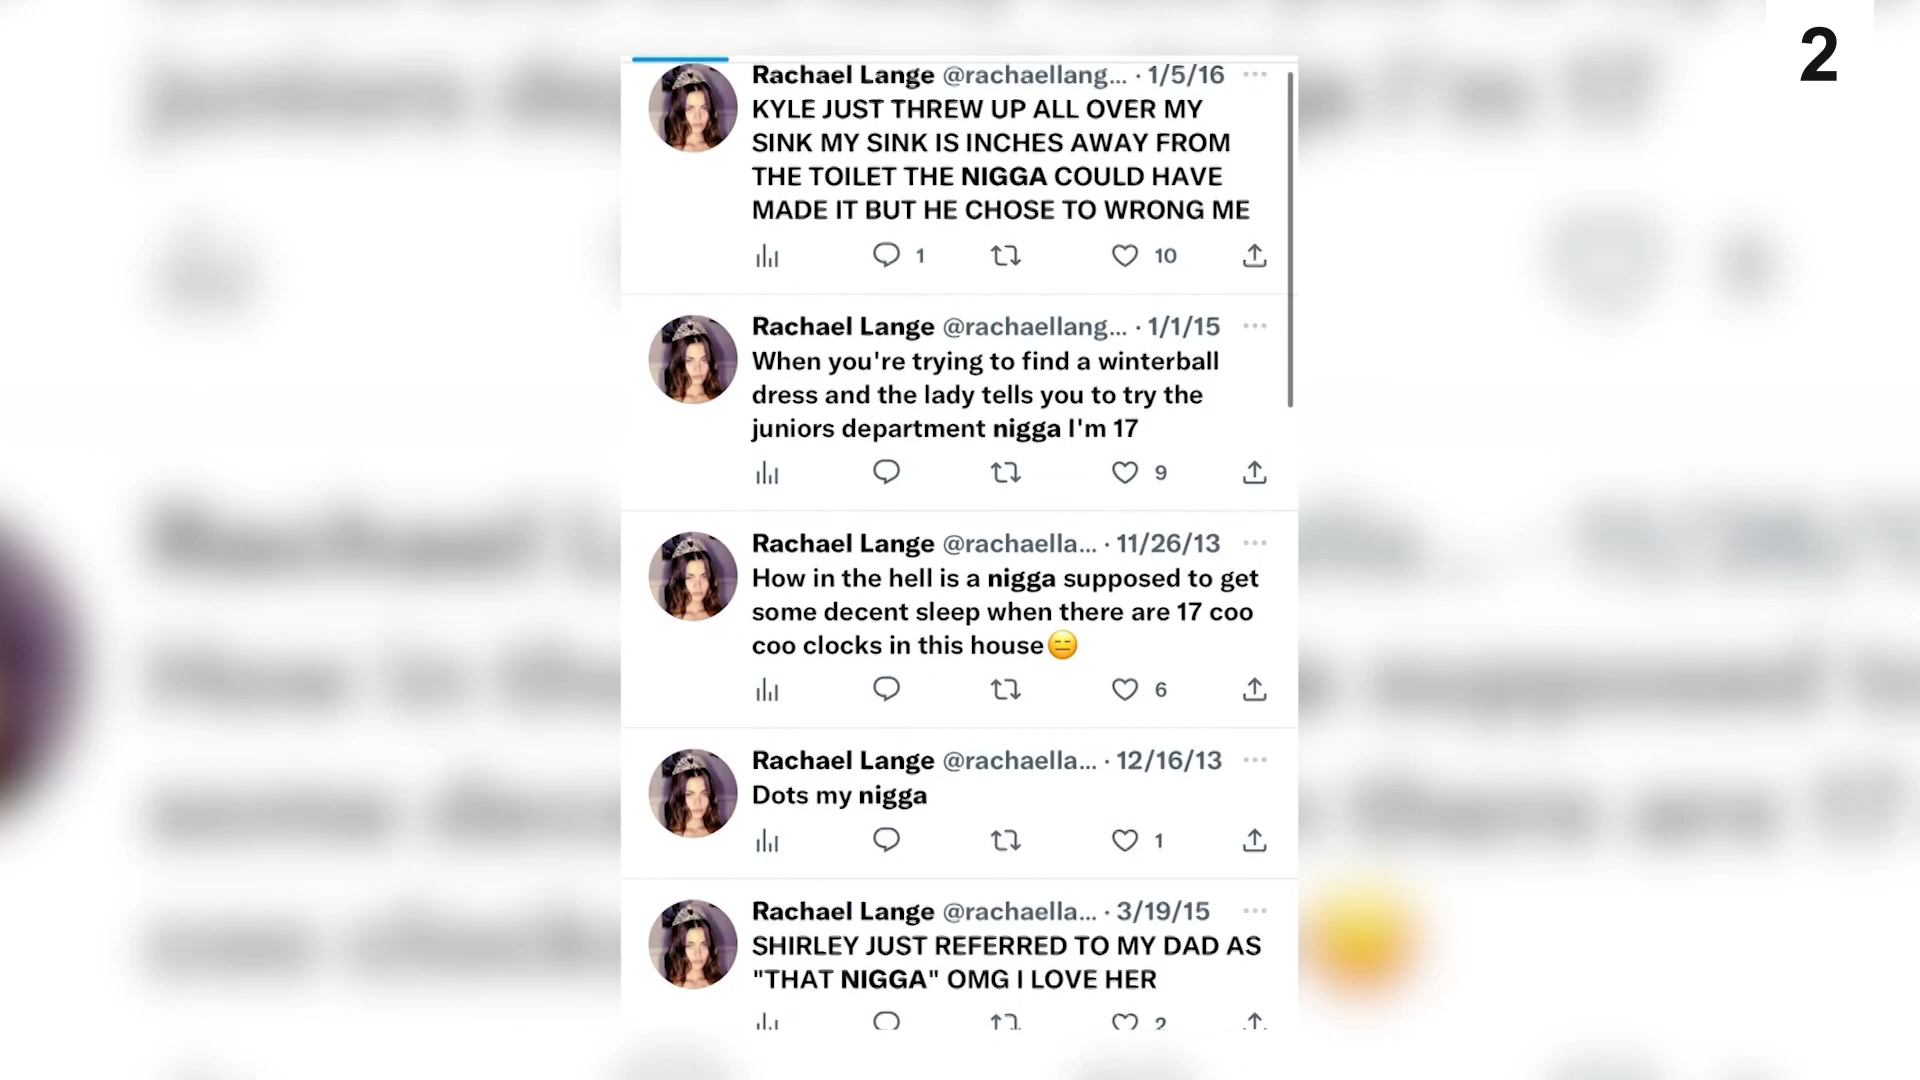 2
Rachael Lange @rachaellang... · 1/5/16
KYLE JUST THREW UP ALL OVER MY
SINK MY SINK IS INCHES AWAY FROM
THE TOILET THE NIGGA COULD HAVE
MADE IT BUT HE CHOSE TO WRONG ME
1 10
Rachael Lange @rachaellang... · 1/1/15
When you're trying to find a winterball
dress and the lady tells you to try the
juniors department nigga I'm 17
9
Rachael Lange @rachaella... · 11/26/13
How in the hell is a nigga supposed to get
some decent sleep when there are 17 coo
coo clocks in this house😑
6
Rachael Lange @rachaella... · 12/16/13
Dots my nigga
1
Rachael Lange @rachaella... · 3/19/15
SHIRLEY JUST REFERRED TO MY DAD AS
"THAT NIGGA" OMG I LOVE HER
2